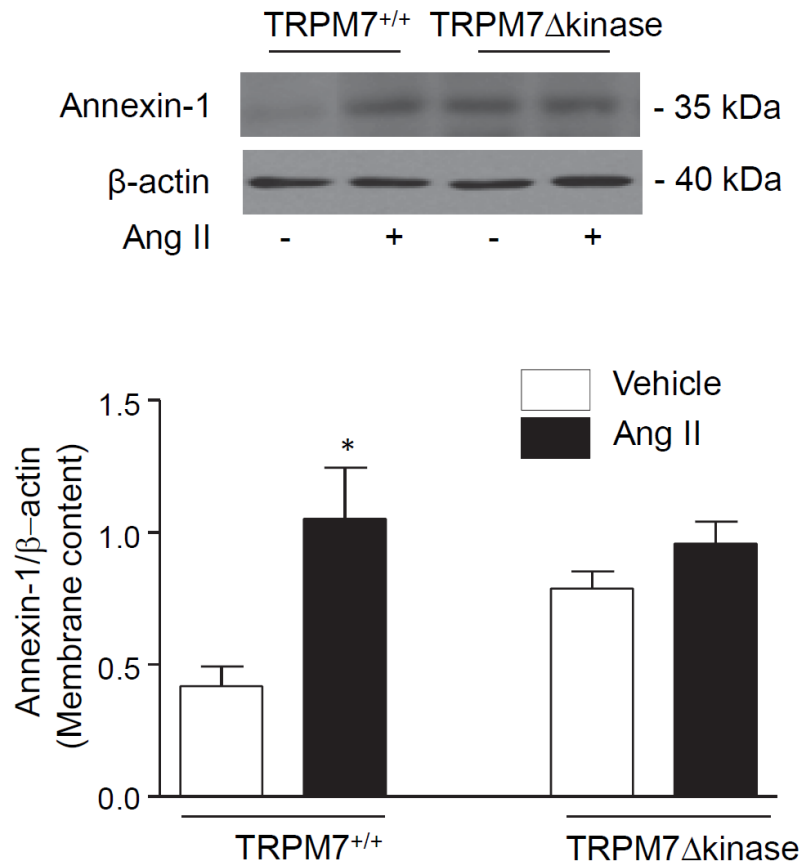 TRPM7+/+ TRPM7Δkinase
Annexin-1 - 35 kDa
β-actin - 40 kDa
Ang II - + - +
Vehicle
Ang II
Annexin-1/β–actin
(Membrane content)
1.5
1.0
0.5
0.0
*
TRPM7+/+ TRPM7Δkinase